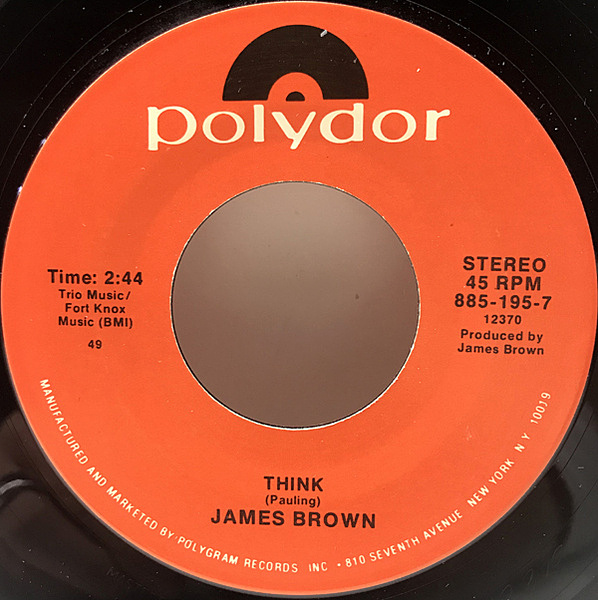 polydor
Time: 2:44
Trio Music/
Fort Knox
Music (BMI)
49
STEREO
45 RPM
885-195-7
12370
Produced by
James Brown
THINK
(Pauling)
JAMES BROWN
MANUFACTURED AND MARKETED BY POLYGRAM RECORDS INC • 810 SEVENTH AVENUE NEW YORK N Y 10019